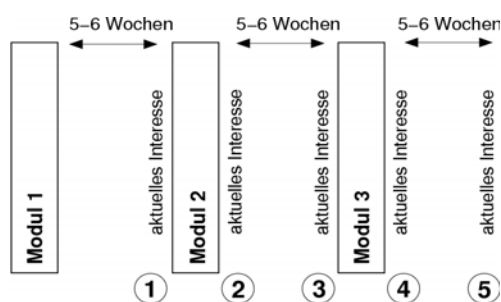 5–6 Wochen
5–6 Wochen
5–6 Wochen
Modul 1
aktuelles Interesse
Modul 2
aktuelles Interesse
aktuelles Interesse
Modul 3
aktuelles Interesse
aktuelles Interesse
1
2
3
4
5